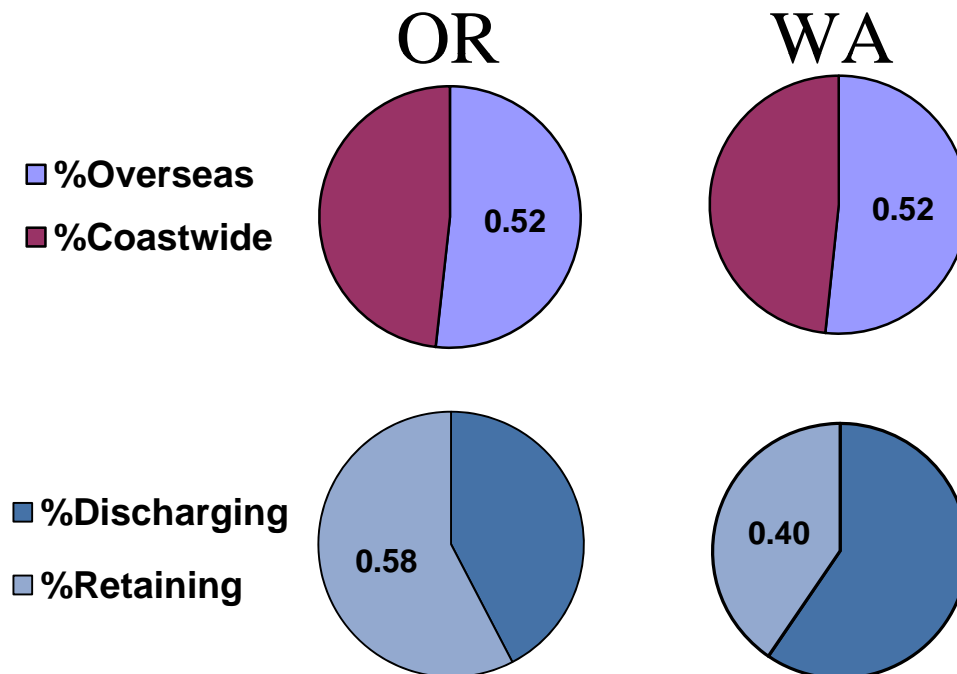 OR WA
%Overseas
%Coastwide
0.52 0.52
%Discharging
%Retaining
0.58 0.40